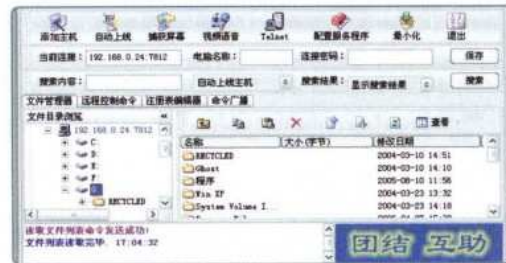 添加主机 自动上线 捕获屏幕 视频语音 Telnet 配置服务程序 最小化 退出
当前连接: 192.168.0.24:7812 电脑名称: 连接密码: 保存
搜索内容: 自动上线主机 搜索结果: 显示搜索结果 搜索
文件管理器 远程控制命令 注册表编辑器 命令广播
文件目录浏览
查看
192.168.0.24 7812
C:
D:
E:
F:
RECYCLED
名称 大小(字节) 修改日期
RECYCLED 2004-03-10 14:51
Ghost 2004-03-10 14:10
程序 2005-08-10 11:56
Win XP 2004-03-23 13:32
System Volume I... 2004-03-23 14:18
读取文件列表命令发送成功!
文件列表读取完毕. 17:04:32
团结 互助